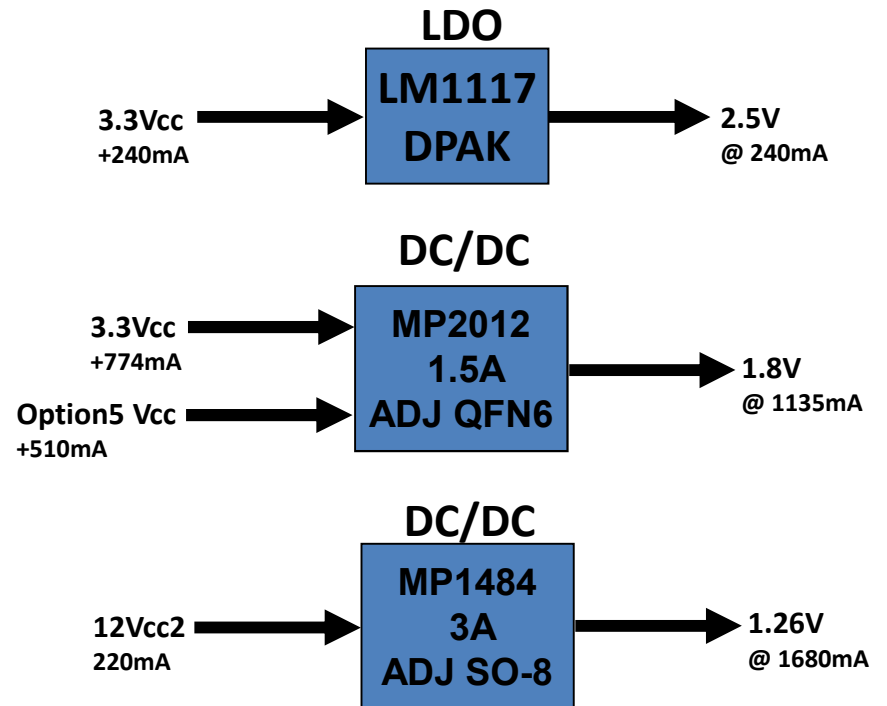 LDO
LM1117
DPAK
3.3Vcc
+240mA
2.5V
@ 240mA
DC/DC
MP2012
1.5A
ADJ QFN6
3.3Vcc
+774mA
Option5 Vcc
+510mA
1.8V
@ 1135mA
DC/DC
MP1484
3A
ADJ SO-8
12Vcc2
220mA
1.26V
@ 1680mA